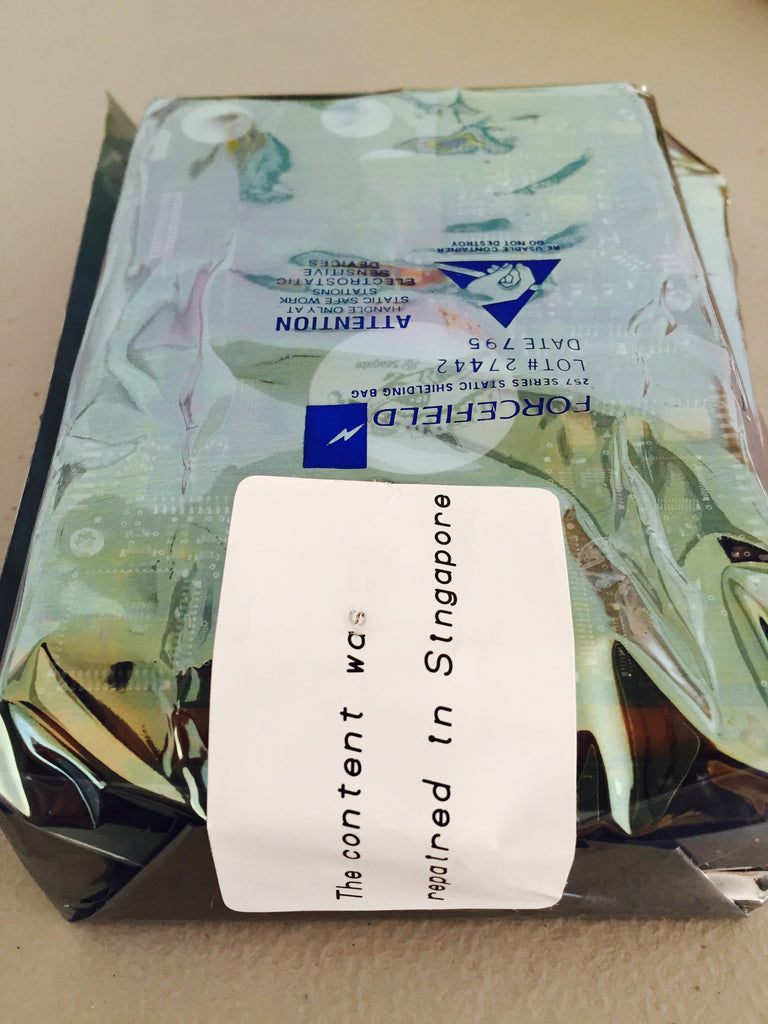 The content was
repaired in Singapore
FORCEFIELD
257 SERIES STATIC SHIELDING BAG
LOT# 27442
DATE 795
ATTENTION
HANDLE ONLY AT
STATIC SAFE WORK
STATIONS
ELECTROSTATIC
SENSITIVE
DEVICES
RE USABLE CONTAINER
DO NOT DESTROY
Seagate